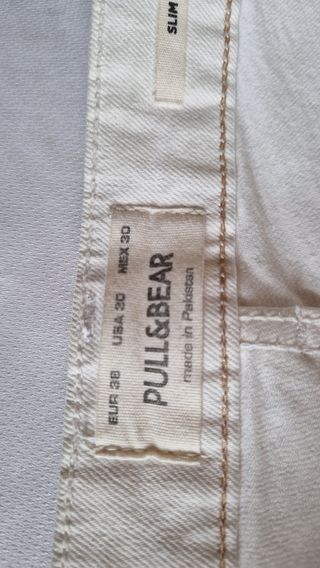 SLIM
EUR 38 USA 30 MEX 30
PULL&BEAR
made in Pakistan